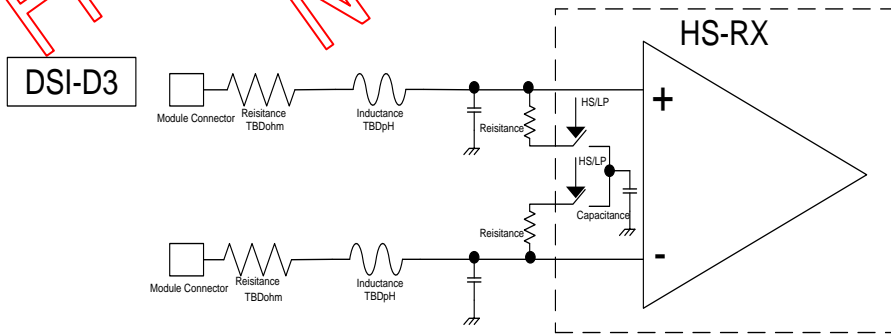 HS-RX
DSI-D3
Module Connector
Reisitance
TBDohm
Inductance
TBDpH
Reisitance
HS/LP
+
HS/LP
Capacitance
Reisitance
-
Module Connector
Reisitance
TBDohm
Inductance
TBDpH